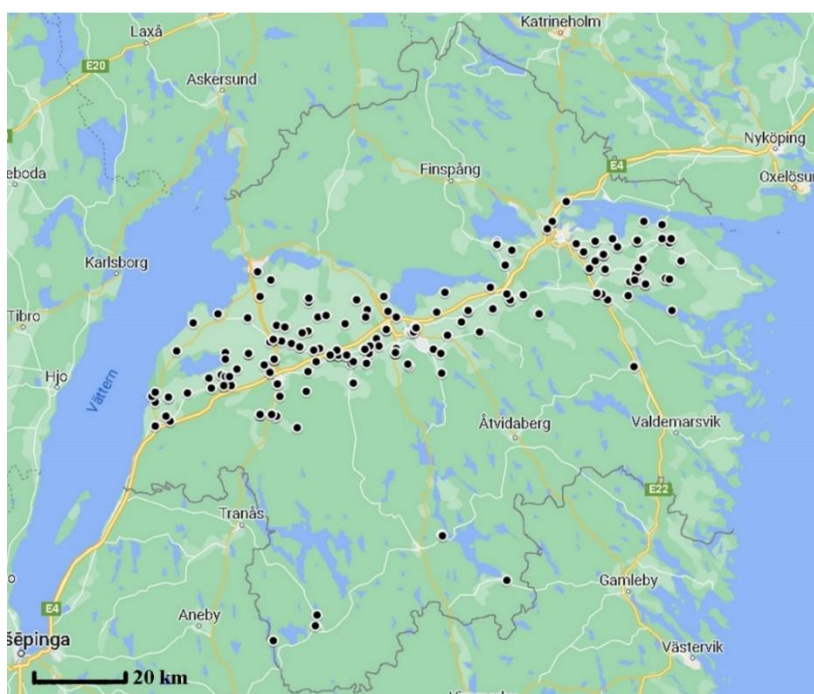 Katrineholm
Laxå
E20
Askersund
Nyköping
E4
Finspång
eboda
Oxelösun
Karlsborg
Tibro
Hjo
Vättern
Åtvidaberg
Valdemarsvik
E22
Tranås
Gamleby
E4
Aneby
šēpinga
Västervik
20 km